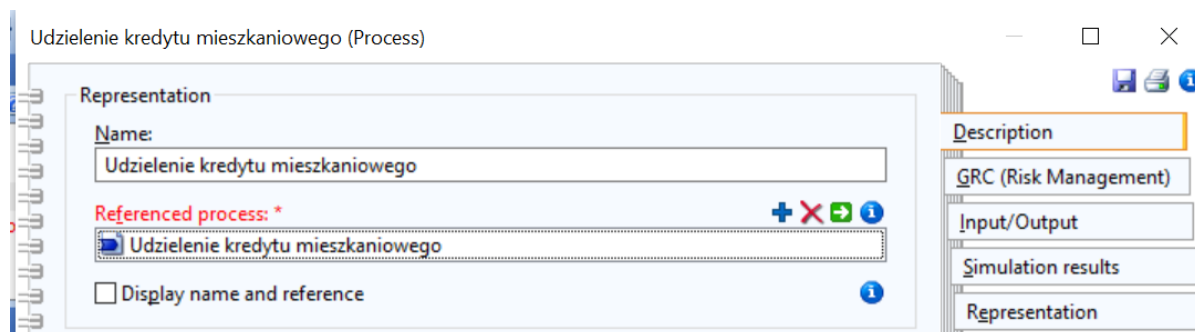 Udzielenie kredytu mieszkaniowego (Process)
Representation
Name:
Udzielenie kredytu mieszkaniowego
Referenced process: *
Udzielenie kredytu mieszkaniowego
Display name and reference
Description
GRC (Risk Management)
Input/Output
Simulation results
Representation